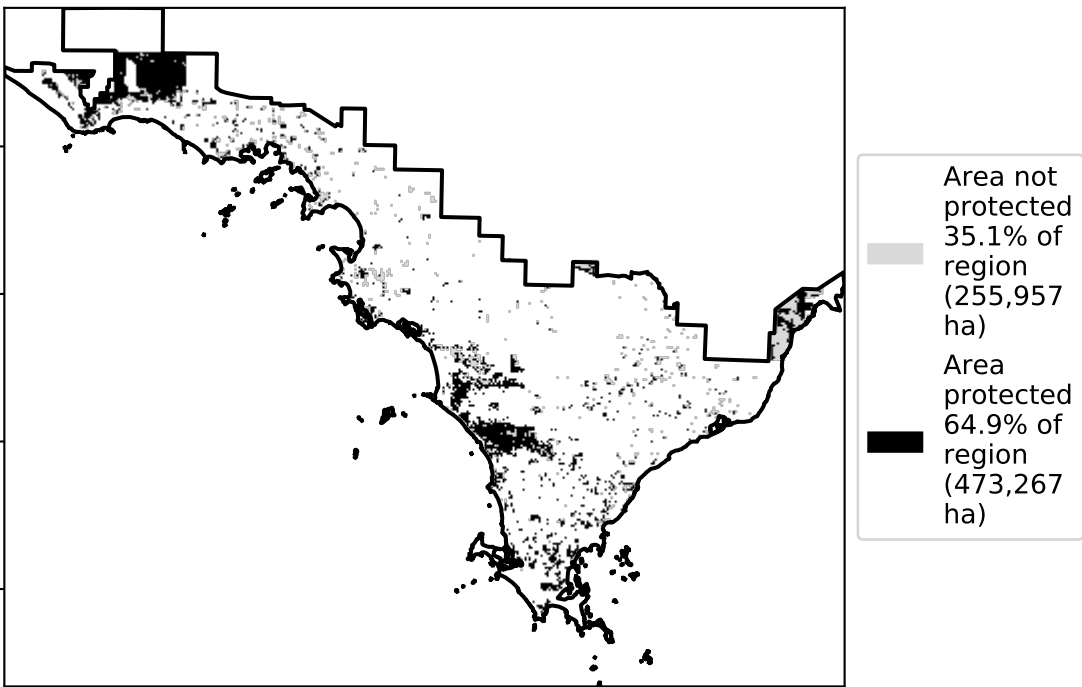 Area not
protected
35.1% of
region
(255,957
ha)
Area
protected
64.9% of
region
(473,267
ha)